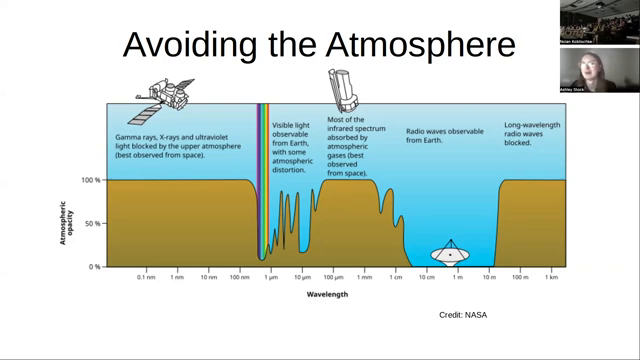 Avoiding the Atmosphere
Gamma rays, X-rays and ultraviolet
light blocked by the upper atmosphere
(best observed from space).
Visible light
observable
from Earth,
with some
atmospheric
distortion.
Most of the
infrared spectrum
absorbed by
atmospheric
gases (best
observed
from space).
Radio waves observable
from Earth.
Long-wavelength
radio waves
blocked.
Atmospheric
opacity
100 %
50 %
0 %
0.1 nm
1 nm
10 nm
100 nm
1 μm
10 μm
100 μm
1 mm
1 cm
10 cm
1 m
10 m
100 m
1 km
Wavelength
Credit: NASA
Ashley Stock